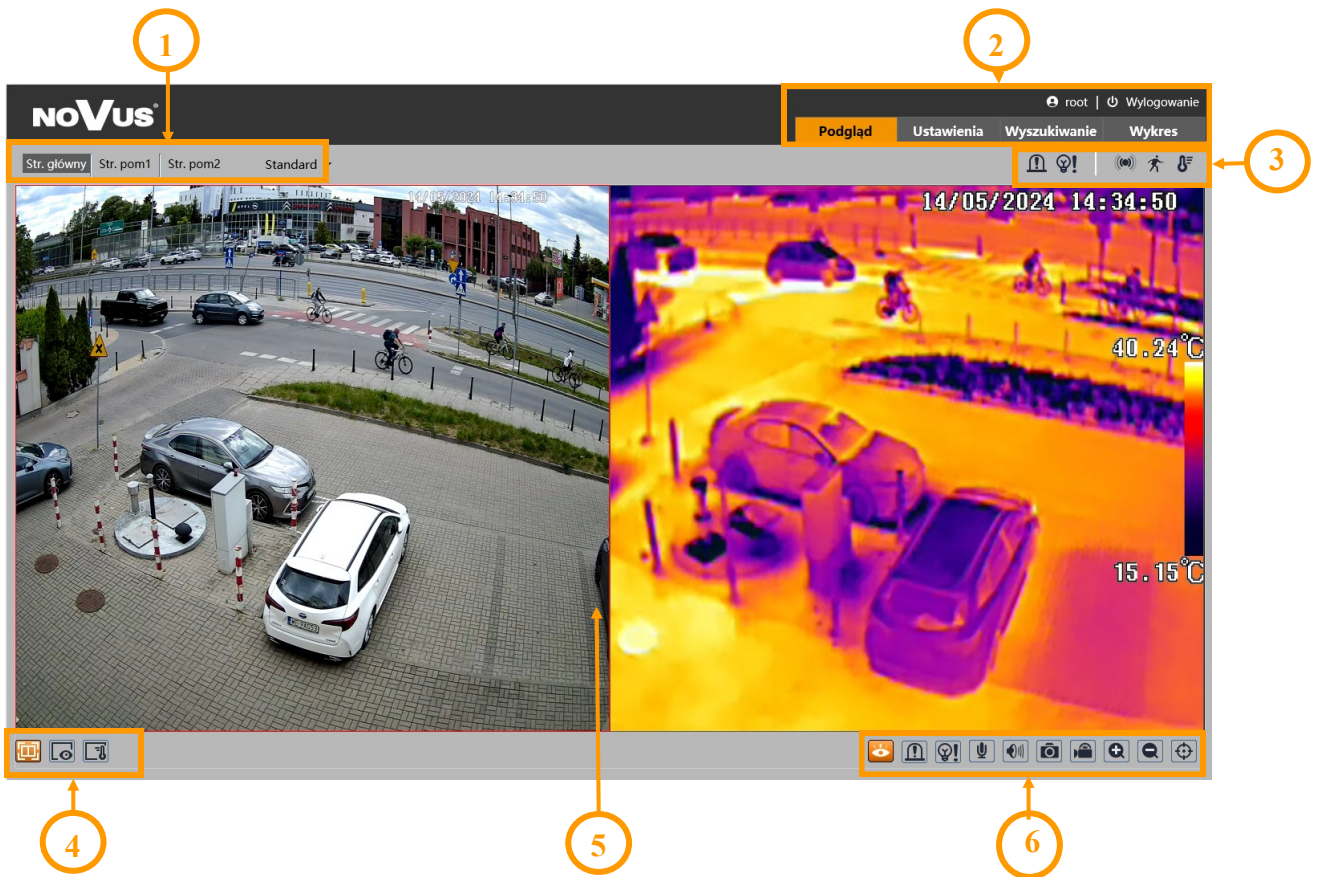 1
2
NOVUS®
root | Wylogowanie
Podgląd Ustawienia Wyszukiwanie Wykres
3
Str. główny Str. pom1 Str. pom2 Standard
14/05/2024 14:34:50
14/05/2024 14:34:50
40.24°C
15.15°C
4
5
6